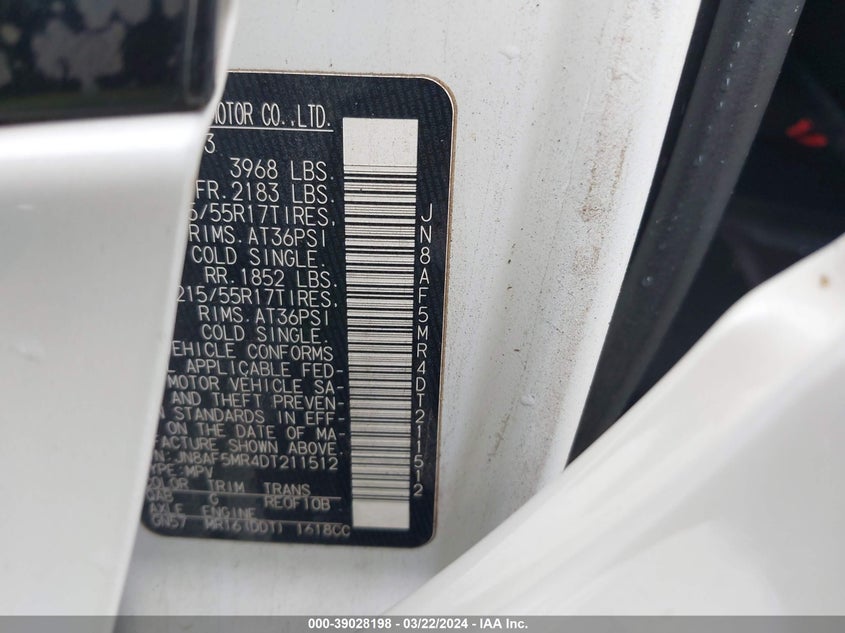 MOTOR CO.,LTD.
3
3968 LBS.
FR.2183 LBS.
/55R17TIRES,
RIMS.AT36PSI
COLD SINGLE.
RR.1852 LBS.
215/55R17TIRES,
RIMS.AT36PSI
COLD SINGLE.
VEHICLE CONFORMS
APPLICABLE FED-
MOTOR VEHICLE SA-
AND THEFT PREVEN-
STANDARDS IN EFF-
ON THE DATE OF MA-
FACTURE SHOWN ABOVE.
N:JN8AF5MR4DT211512
TYPE:MPV
COLOR TRIM TRANS
QAB G RE0F10B
AXLE ENGINE
GN57 MR16(DDT) 1618CC
JN8AF5MR4DT211512
000-39028198 - 03/22/2024 - IAA Inc.